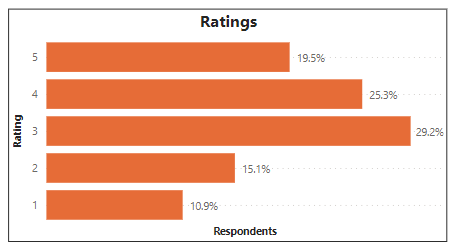 Ratings
Rating
5 19.5%
4 25.3%
3 29.2%
2 15.1%
1 10.9%
Respondents